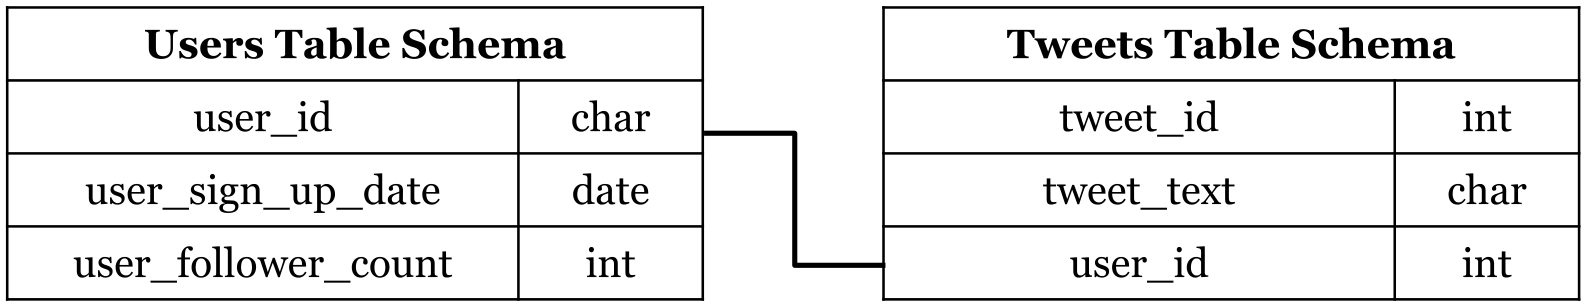 Users Table Schema
user_id char
user_sign_up_date date
user_follower_count int
Tweets Table Schema
tweet_id int
tweet_text char
user_id int